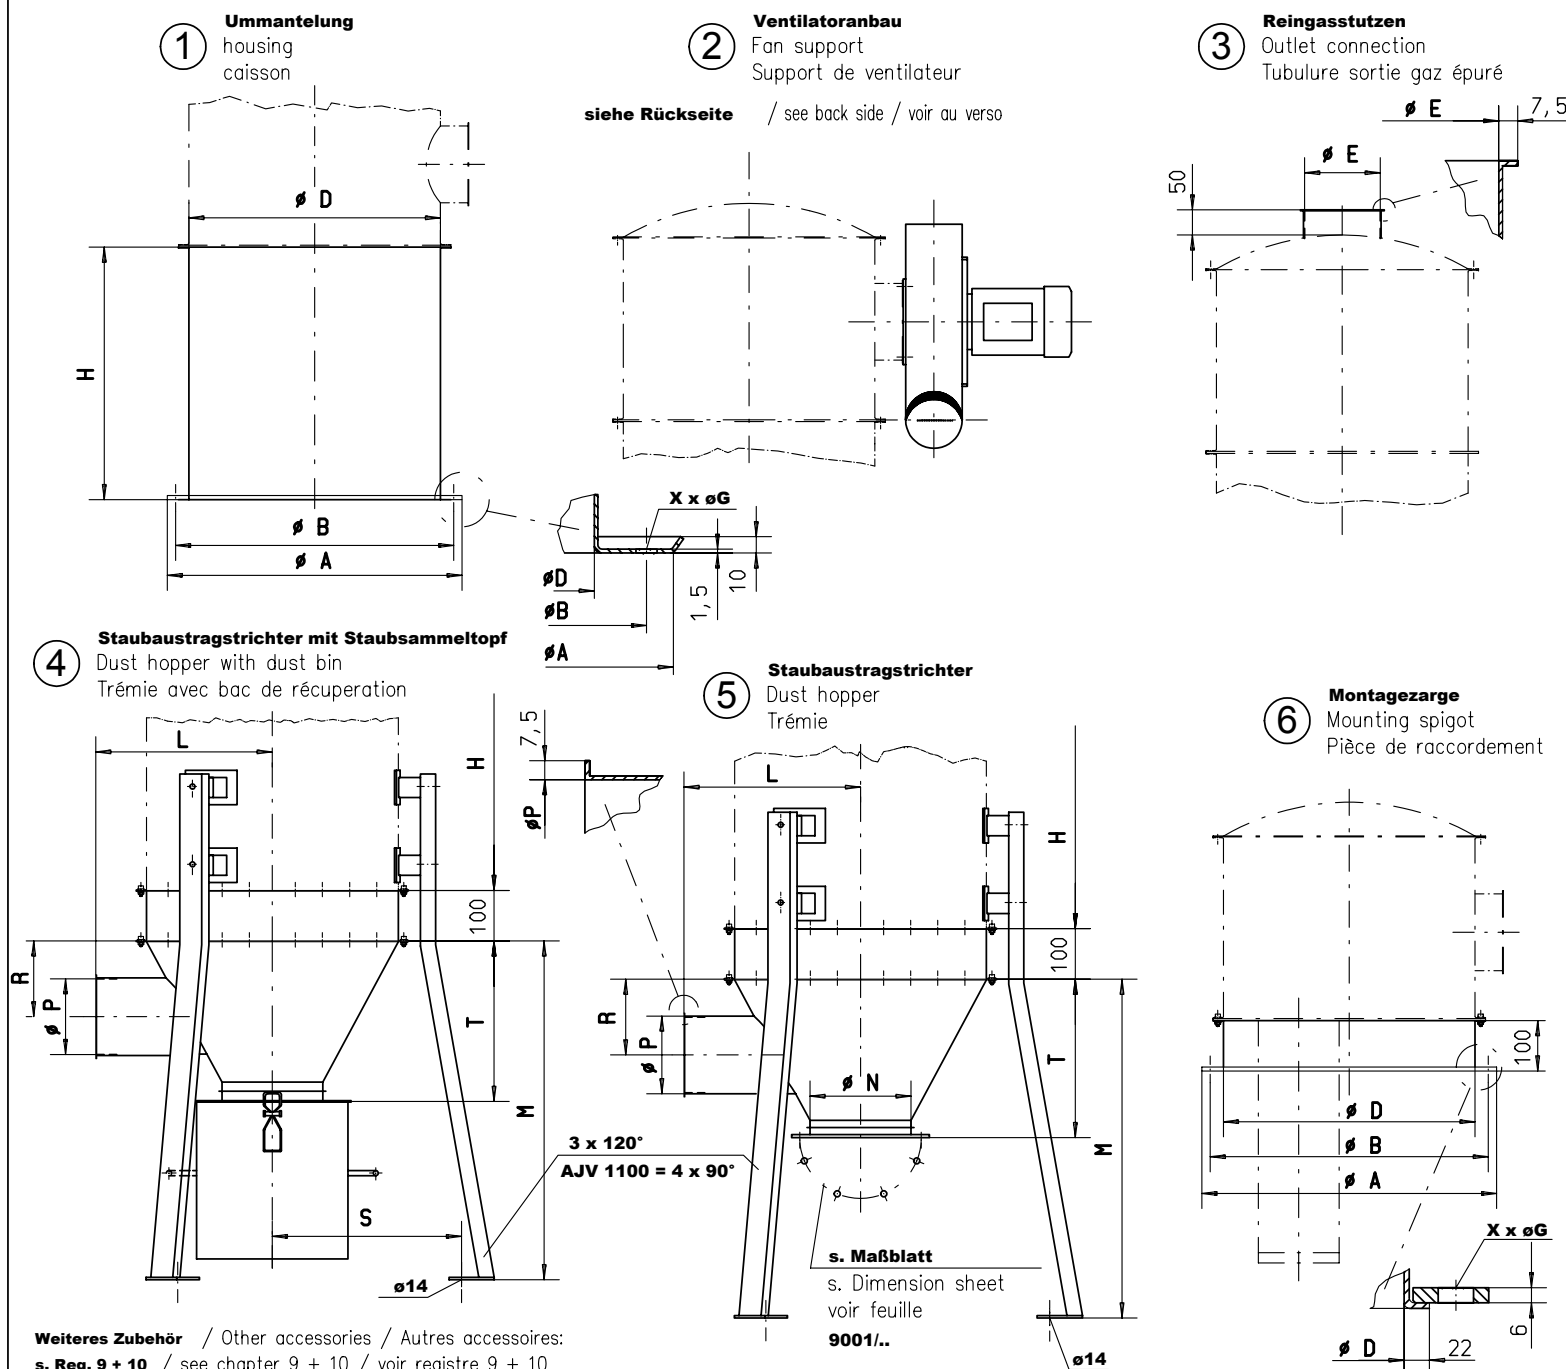 1
Ummantelung
housing
caisson
ø D
H
ø B
ø A
X x øG
øD
øB
øA
1,5
10
2
Ventilatoranbau
Fan support
Support de ventilateur
siehe Rückseite / see back side / voir au verso
3
Reingasstutzen
Outlet connection
Tubulure sortie gaz épuré
ø E
7,5
ø E
50
4
Staubaustragstrichter mit Staubsammeltopf
Dust hopper with dust bin
Trémie avec bac de récuperation
L
H
100
R
ø P
T
M
S
ø14
7,5
øP
3 x 120°
AJV 1100 = 4 x 90°
5
Staubaustragstrichter
Dust hopper
Trémie
L
H
100
R
ø P
ø N
T
M
s. Maßblatt
s. Dimension sheet
voir feuille
9001/..
ø14
6
Montagezarge
Mounting spigot
Pièce de raccordement
100
ø D
ø B
ø A
X x øG
6
ø D
22
Weiteres Zubehör / Other accessories / Autres accessoires:
s. Reg. 9 + 10 / see chapter 9 + 10 / voir registre 9 + 10